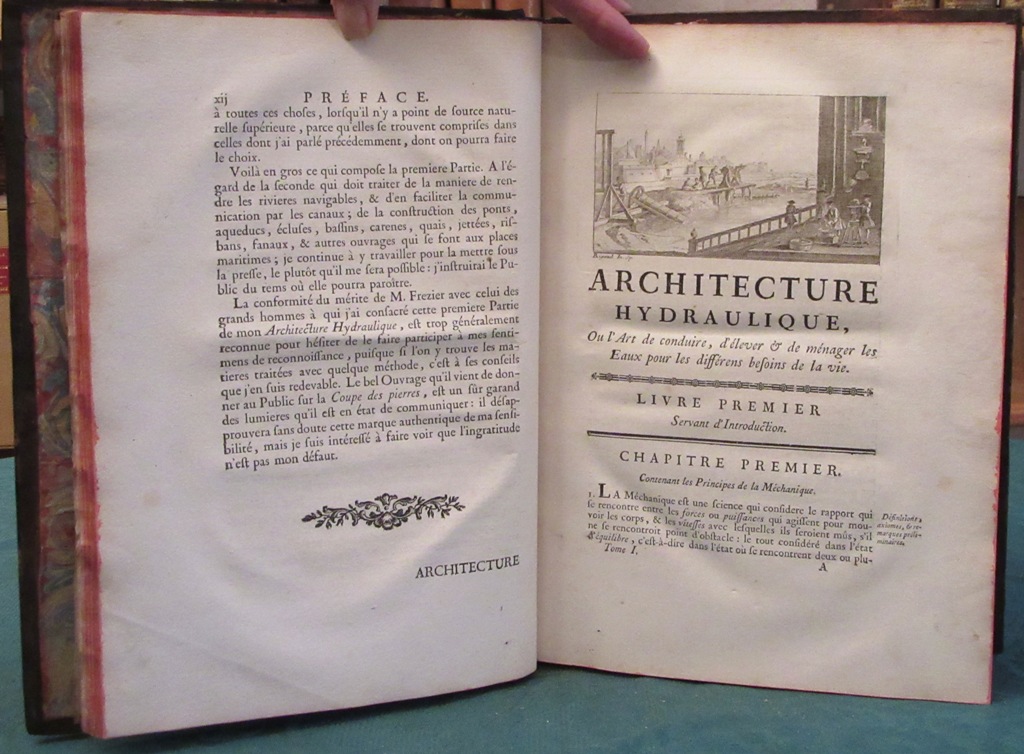 xij PRÉFACE.
à toutes ces choſes, lorſqu'il n'y a point de ſource natu-
relle ſupérieure, parce qu'elles ſe trouvent compriſes dans
celles dont j'ai parlé précédemment, dont on pourra faire
le choix.
Voilà en gros ce qui compoſe la premiere Partie. A l'é-
gard de la ſeconde qui doit traiter de la maniere de ren-
dre les rivieres navigables, & d'en faciliter la commu-
nication par les canaux; de la conſtruction des ponts,
aqueducs, écluſes, baſſins, carenes, quais, jettées, riſ-
bans, fanaux, & autres ouvrages qui ſe font aux places
maritimes; je continue à y travailler pour la mettre ſous
la preſſe, le plutôt qu'il me ſera poſſible: j'inſtruirai le Pu-
blic du tems où elle pourra paroître.
La conformité du mérite de M. Frezier avec celui des
grands hommes à qui j'ai conſacré cette premiere Partie
de mon Architecture Hydraulique, eſt trop généralement
reconnue pour héſiter de le faire participer à mes ſenti-
mens de reconnoiſſance, puiſque ſi l'on y trouve les ma-
tieres traitées avec quelque méthode, c'eſt à ſes conſeils
que j'en ſuis redevable. Le bel Ouvrage qu'il vient de don-
ner au Public ſur la Coupe des pierres, eſt un ſûr garand
des lumieres qu'il eſt en état de communiquer: il déſap-
prouvera ſans doute cette marque authentique de ma ſenſi-
bilité, mais je ſuis intéreſſé à faire voir que l'ingratitude
n'eſt pas mon défaut.
ARCHITECTURE
ARCHITECTURE
HYDRAULIQUE,
Ou l'Art de conduire, d'élever & de ménager les
Eaux pour les différens beſoins de la vie.
LIVRE PREMIER
Servant d'Introduction.
CHAPITRE PREMIER.
Contenant les Principes de la Méchanique.
1. LA Méchanique eſt une ſcience qui conſidere le rapport qui
ſe rencontre entre les forces ou puiſſances qui agiſſent pour mou-
voir les corps, & les viteſſes avec leſquelles ils ſeroient mûs, s'il
ne ſe rencontroit point d'obſtacle: le tout conſidéré dans l'état
d'équilibre, c'eſt-à-dire dans l'état où ſe rencontrent deux ou plu-
Définitions,
axiomes, & re-
marques préli-
minaires.
Tome I. A